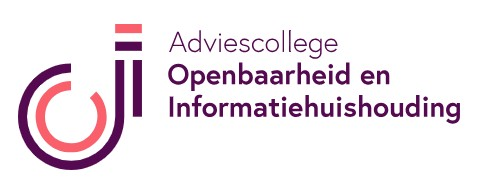 Adviescollege
Openbaarheid en
Informatiehuishouding